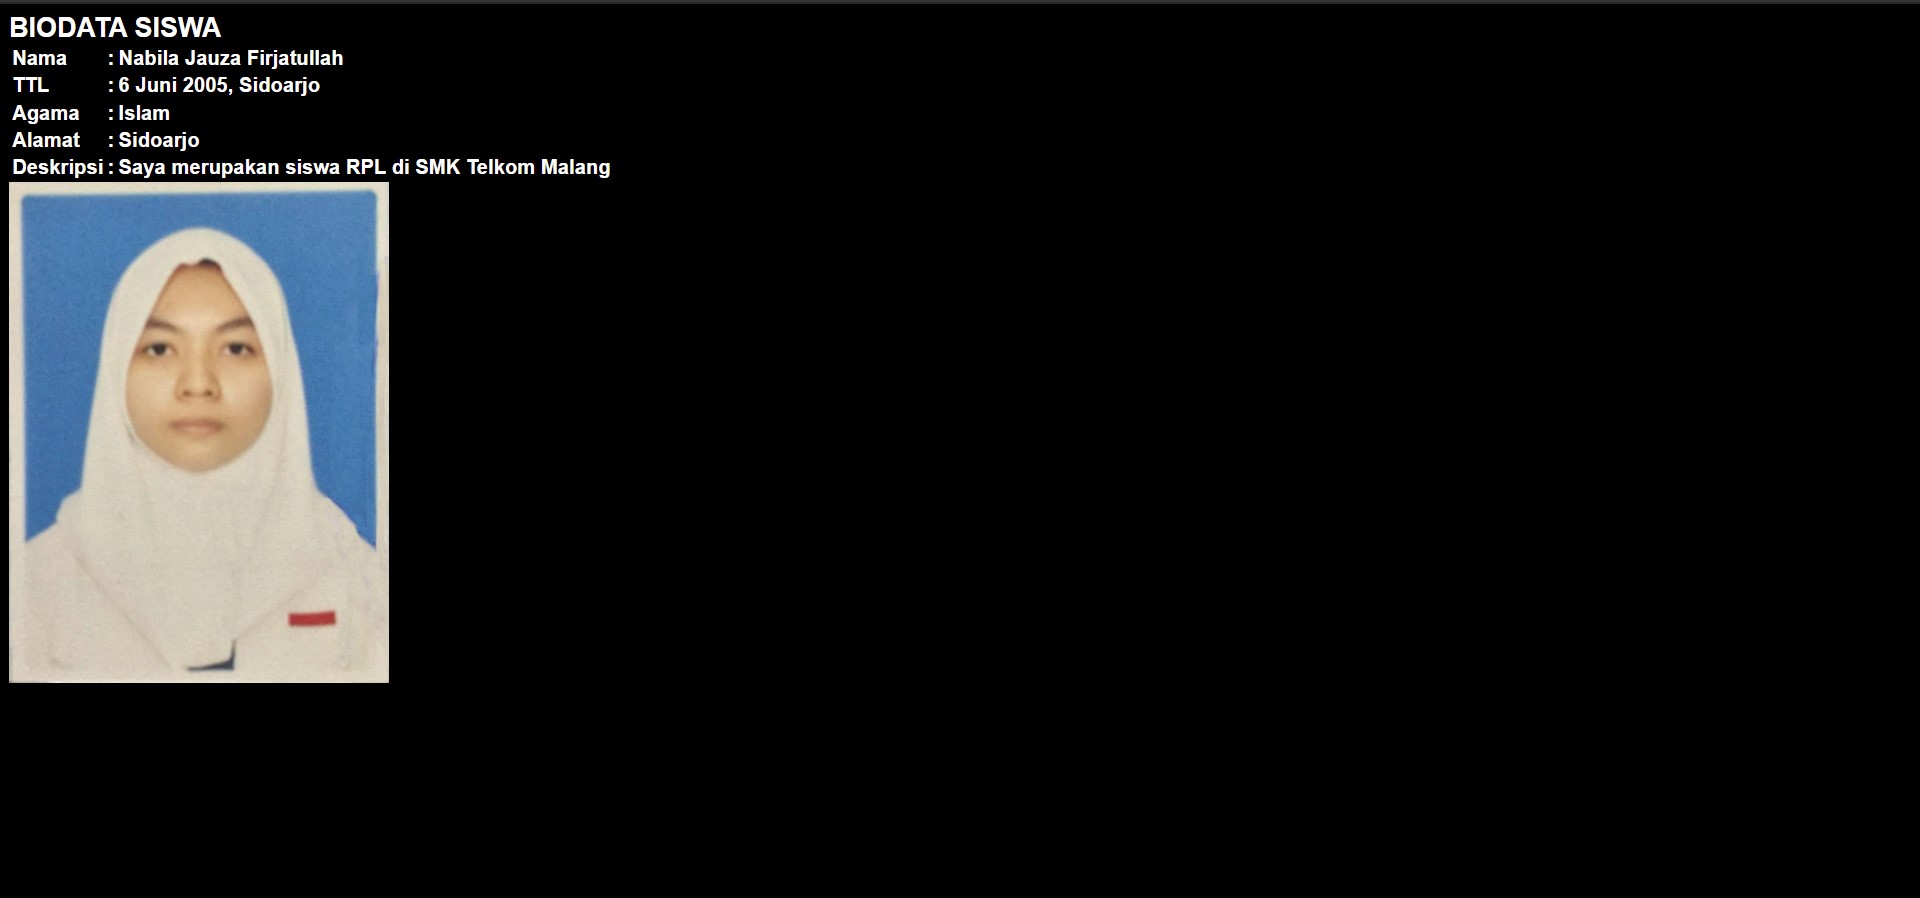 BIODATA SISWA
Nama : Nabila Jauza Firjatullah
TTL : 6 Juni 2005, Sidoarjo
Agama : Islam
Alamat : Sidoarjo
Deskripsi : Saya merupakan siswa RPL di SMK Telkom Malang